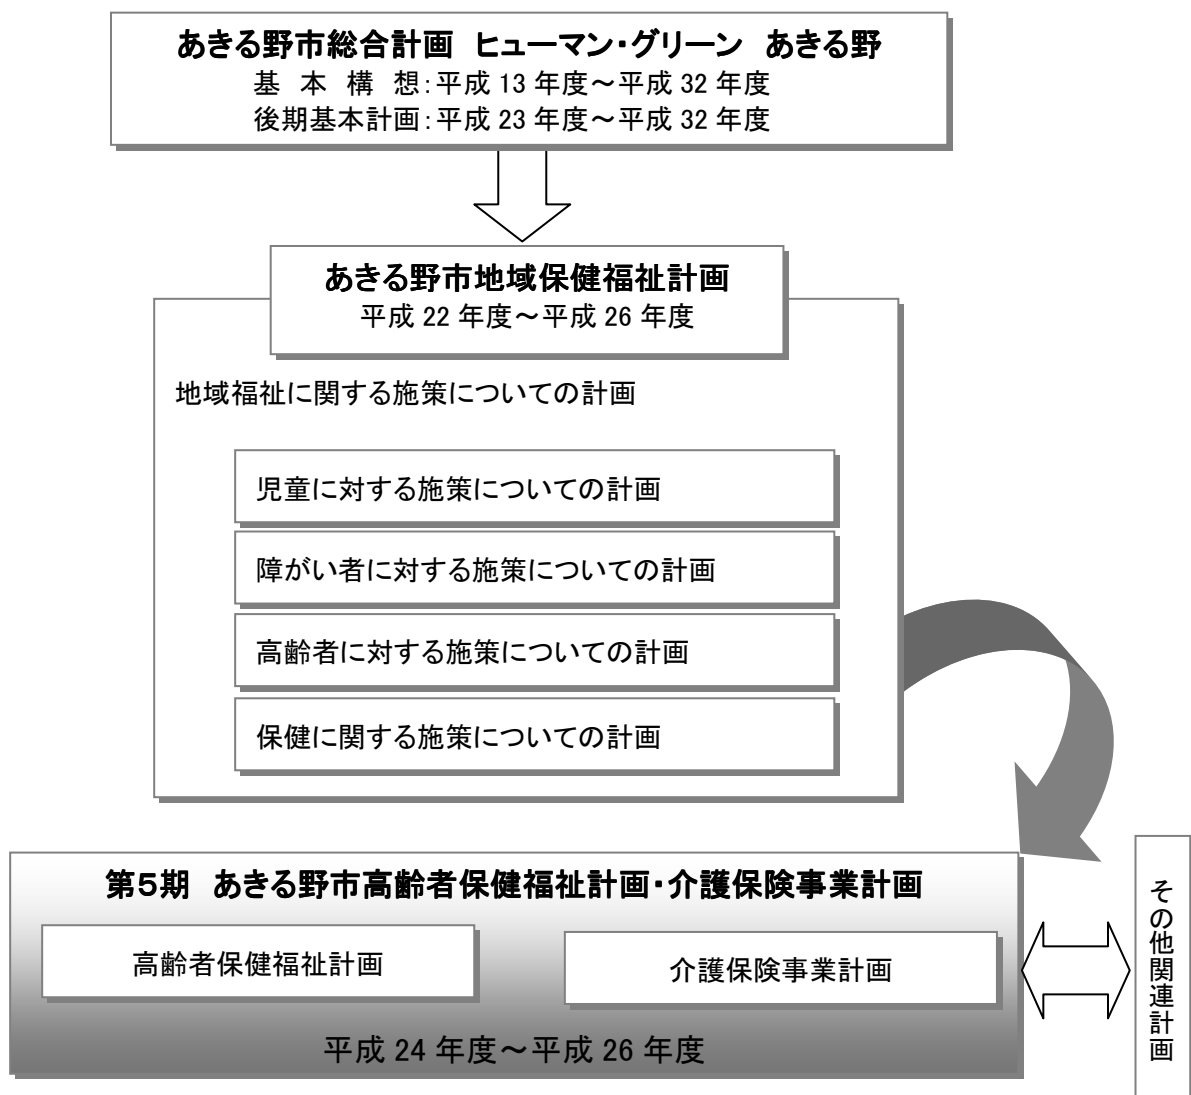 あきる野市総合計画 ヒューマン・グリーン あきる野
基本構想：平成 13 年度～平成 32 年度
後期基本計画：平成 23 年度～平成 32 年度
あきる野市地域保健福祉計画
平成 22 年度～平成 26 年度
地域福祉に関する施策についての計画
児童に対する施策についての計画
障がい者に対する施策についての計画
高齢者に対する施策についての計画
保健に関する施策についての計画
第５期 あきる野市高齢者保健福祉計画・介護保険事業計画
高齢者保健福祉計画
介護保険事業計画
平成 24 年度～平成 26 年度
その他関連計画